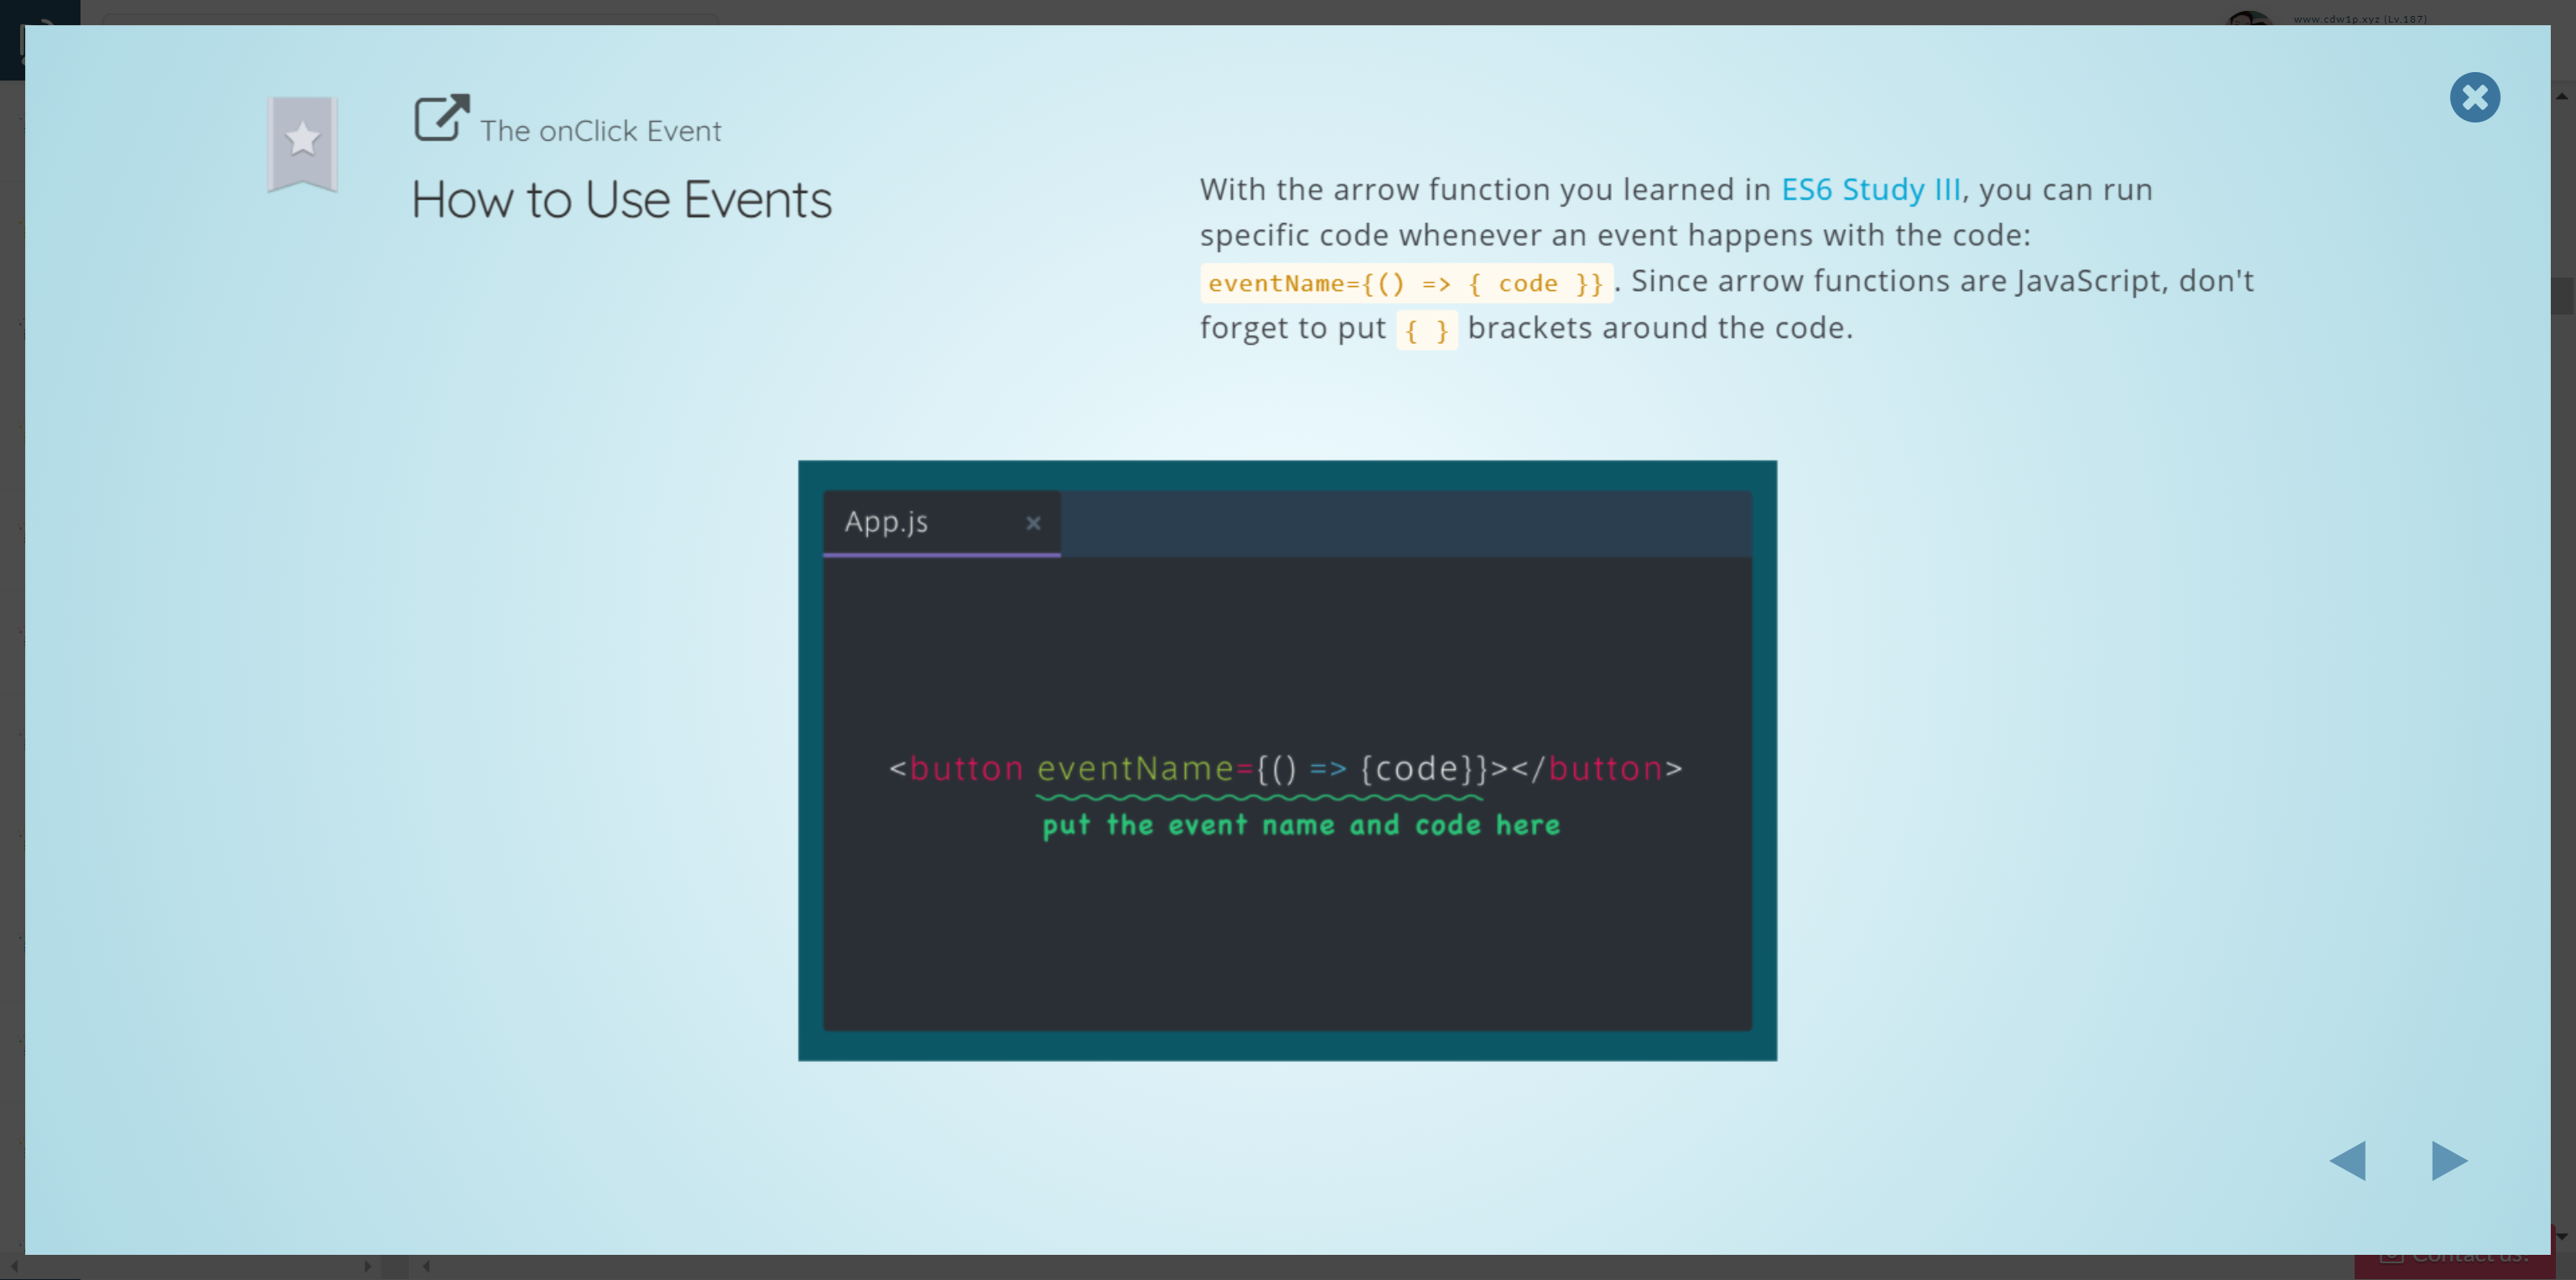 www.cdw1p.xyz (Lv.187)
The onClick Event
How to Use Events
With the arrow function you learned in ES6 Study III, you can run
specific code whenever an event happens with the code:
eventName={() => { code }}. Since arrow functions are JavaScript, don't
forget to put { } brackets around the code.
App.js
<button eventName={() => {code}}></button>
put the event name and code here
Contact us!